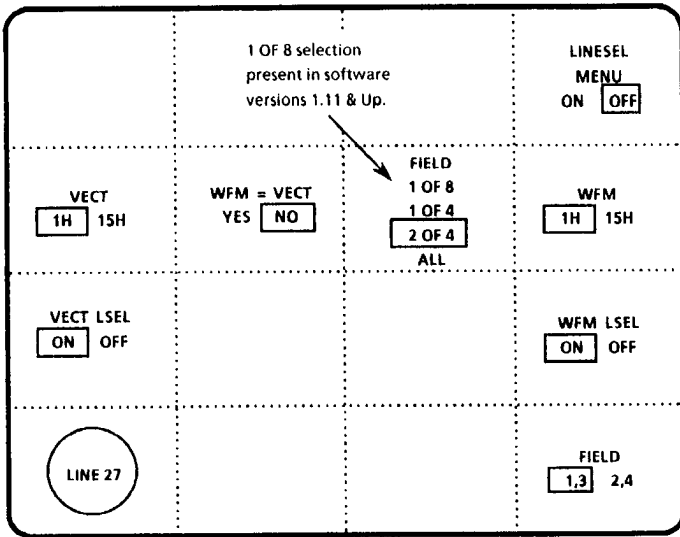 1 OF 8 selection
present in software
versions 1.11 & Up.
LINESEL
MENU
ON OFF
VECT
1H 15H
WFM = VECT
YES NO
FIELD
1 OF 8
1 OF 4
2 OF 4
ALL
WFM
1H 15H
VECT LSEL
ON OFF
WFM LSEL
ON OFF
LINE 27
FIELD
1,3 2,4